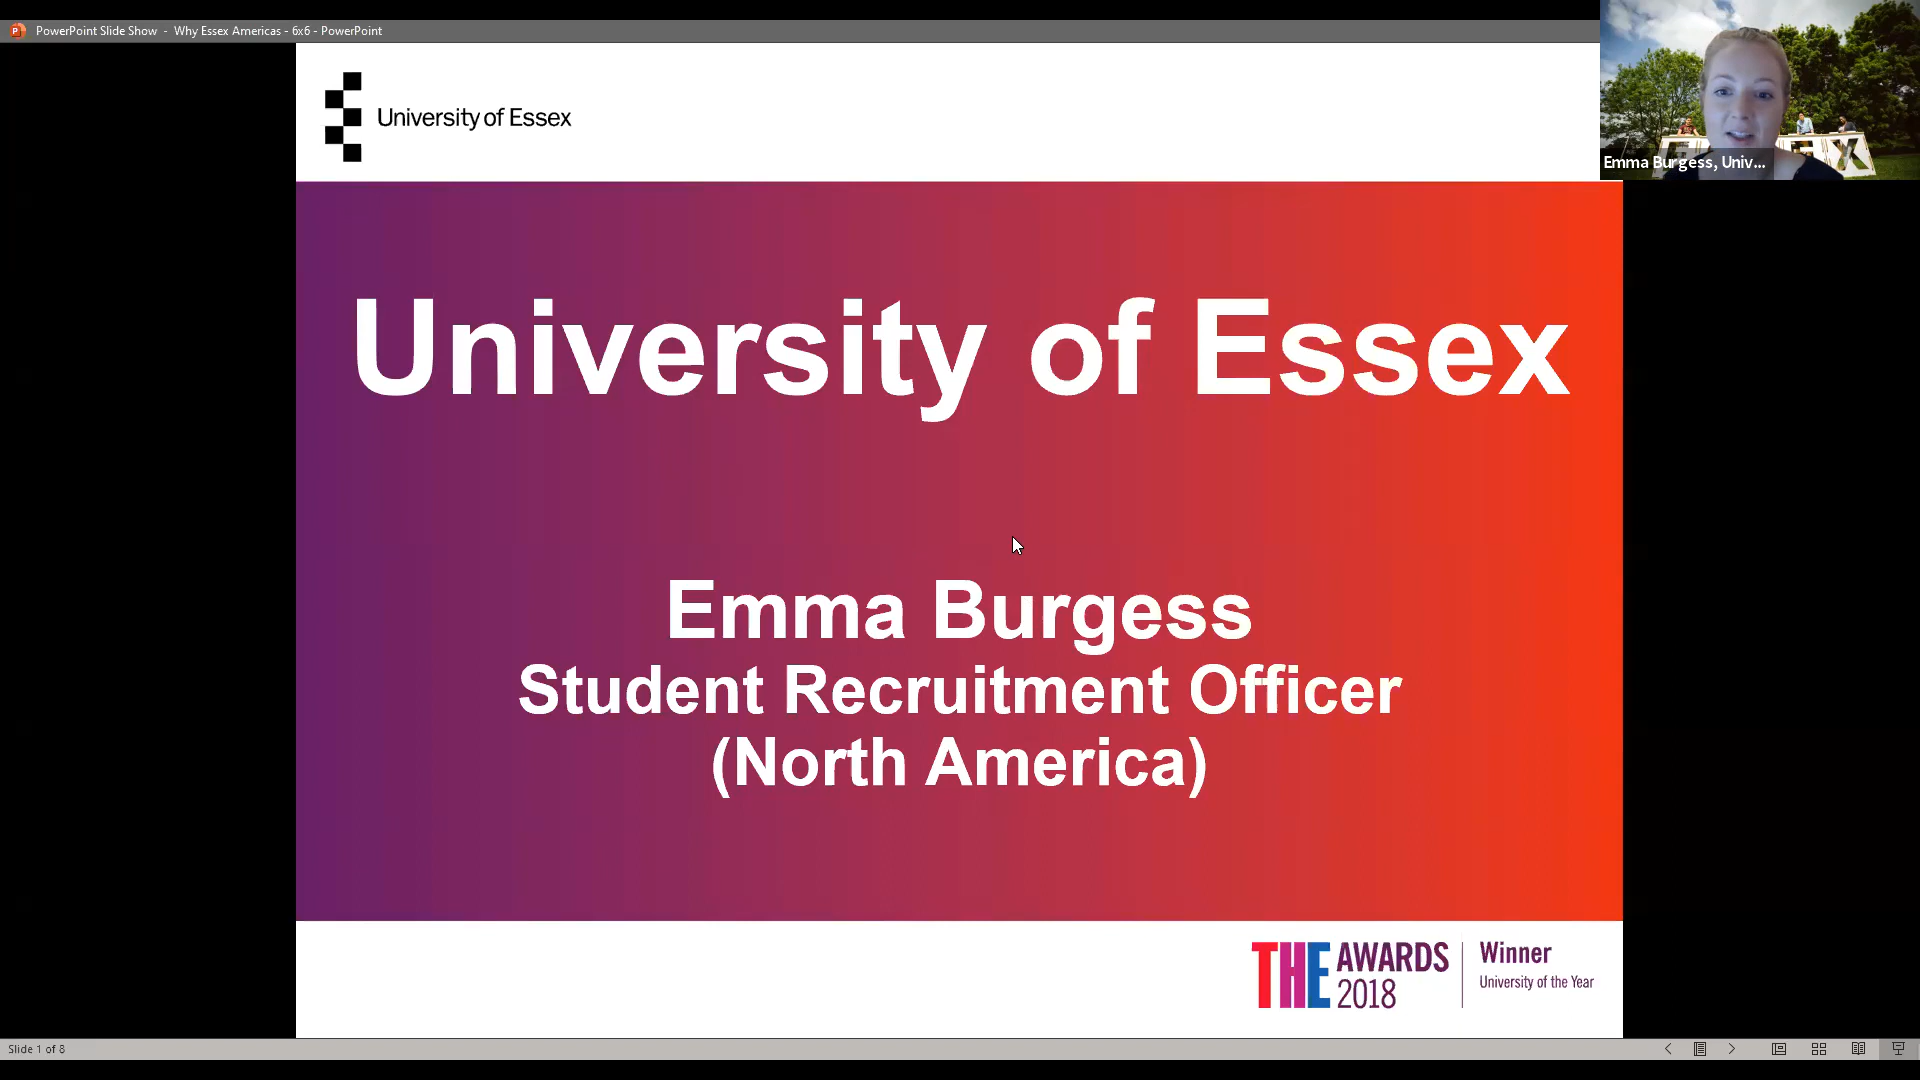 PowerPoint Slide Show - Why Essex Americas - 6x6 - PowerPoint
University of Essex
Emma Burgess, Univ...
University of Essex
Emma Burgess
Student Recruitment Officer
(North America)
THE AWARDS 2018
Winner
University of the Year
Slide 1 of 8